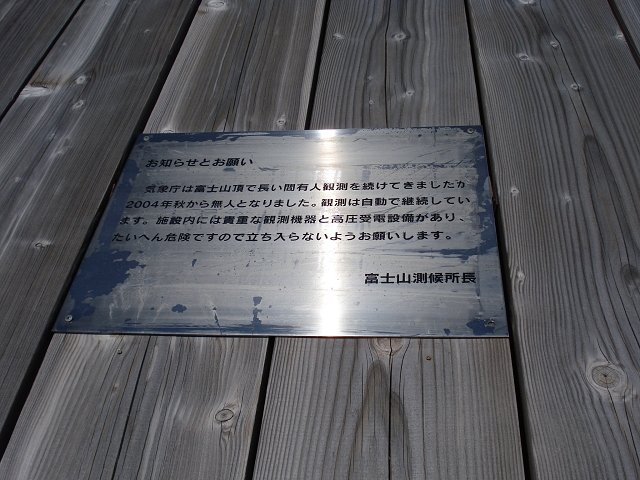 お知らせとお願い
気象庁は富士山頂で長い間有人観測を続けてきましたが
2004年秋から無人となりました。観測は自動で継続してい
ます。施設内には貴重な観測機器と高圧受電設備があり、
たいへん危険ですので立ち入らないようお願いします。
富士山測候所長